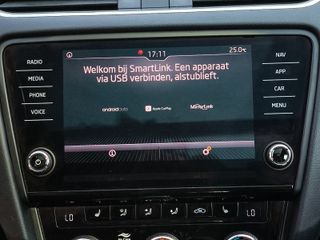 17:11
25.0°c
RADIO
MEDIA
PHONE
VOICE
Welkom bij SmartLink. Een apparaat
via USB verbinden, alstublieft.
androidauto
Apple CarPlay
MirrorLink
NAV
APP
CAR
MENU
LO
LO